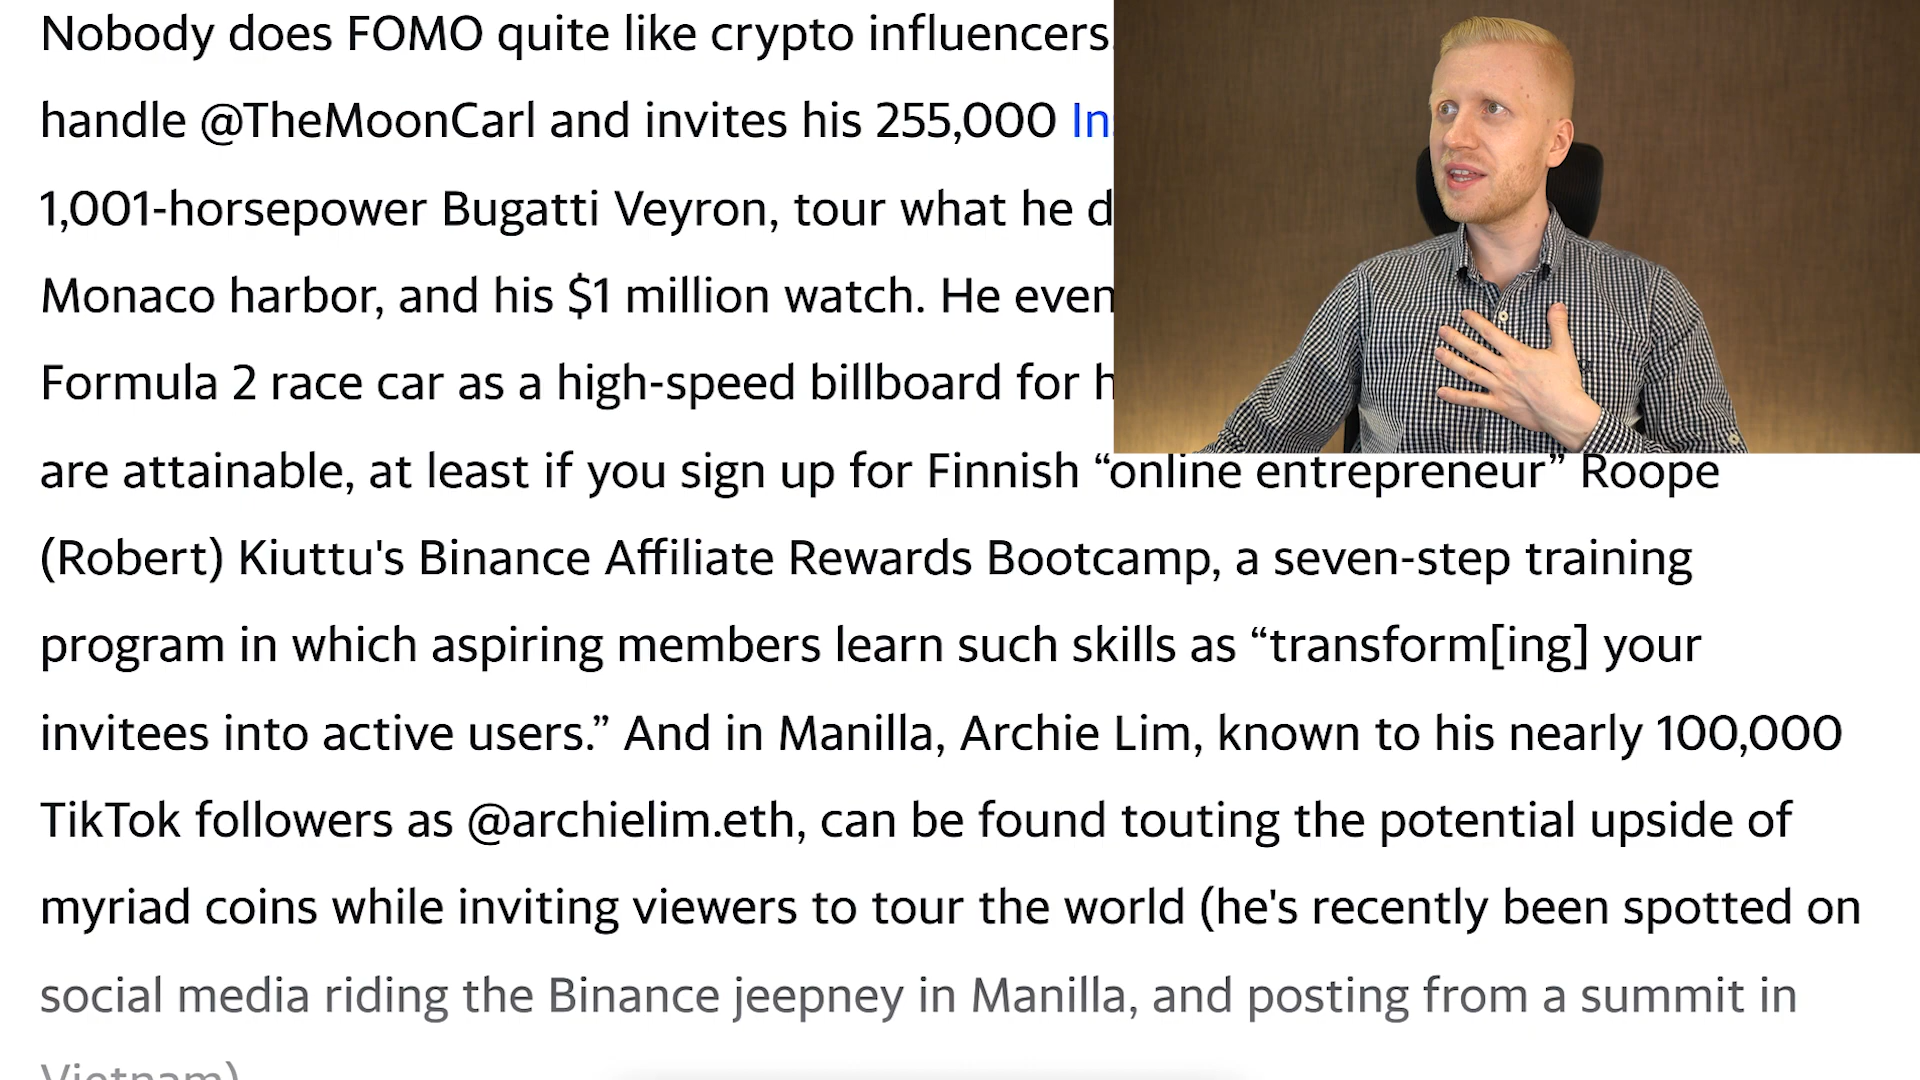 Nobody does FOMO quite like crypto influencers.
handle @TheMoonCarl and invites his 255,000
1,001-horsepower Bugatti Veyron, tour what he
Monaco harbor, and his $1 million watch. He even
Formula 2 race car as a high-speed billboard for
are attainable, at least if you sign up for Finnish “online entrepreneur” Roope
(Robert) Kiuttu's Binance Affiliate Rewards Bootcamp, a seven-step training
program in which aspiring members learn such skills as “transform[ing] your
invitees into active users.” And in Manilla, Archie Lim, known to his nearly 100,000
TikTok followers as @archielim.eth, can be found touting the potential upside of
myriad coins while inviting viewers to tour the world (he's recently been spotted on
social media riding the Binance jeepney in Manilla, and posting from a summit in
Vietnam)